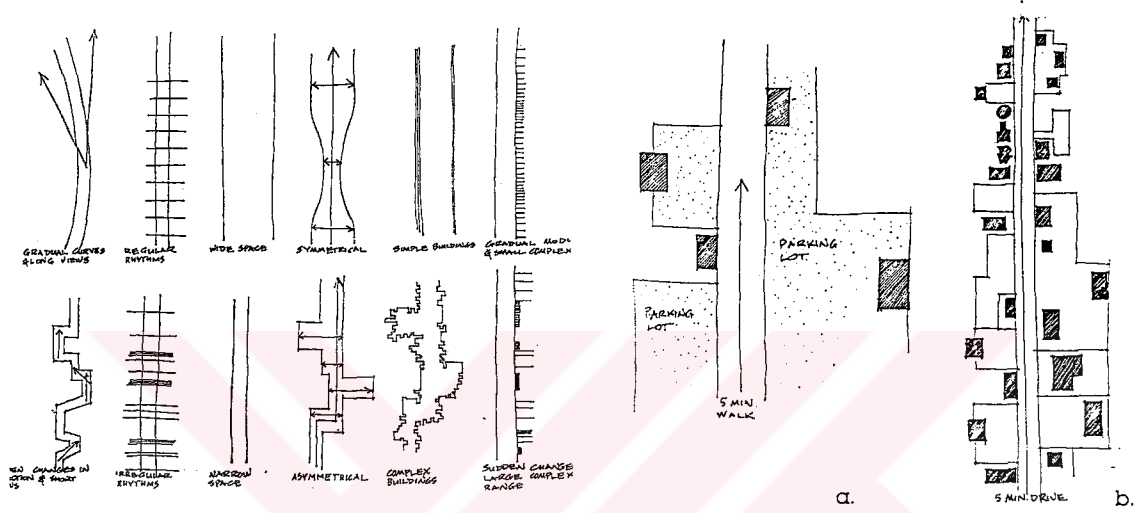 GRADUAL CURVES
& LONG VIEWS
REGULAR
RHYTHMS
WIDE SPACE
SYMMETRICAL
SIMPLE BUILDINGS
GRADUAL MODU
& SMALL COMPLEX
CHANGES IN
& SHORT
IRREGULAR
RHYTHMS
NARROW
SPACE
ASYMMETRICAL
COMPLEX
BUILDINGS
SUDDEN CHANGE
LARGE COMPLEX
RANGE
PARKING
LOT
PARKING
LOT
5 MIN
WALK
a.
5 MIN. DRIVE
b.